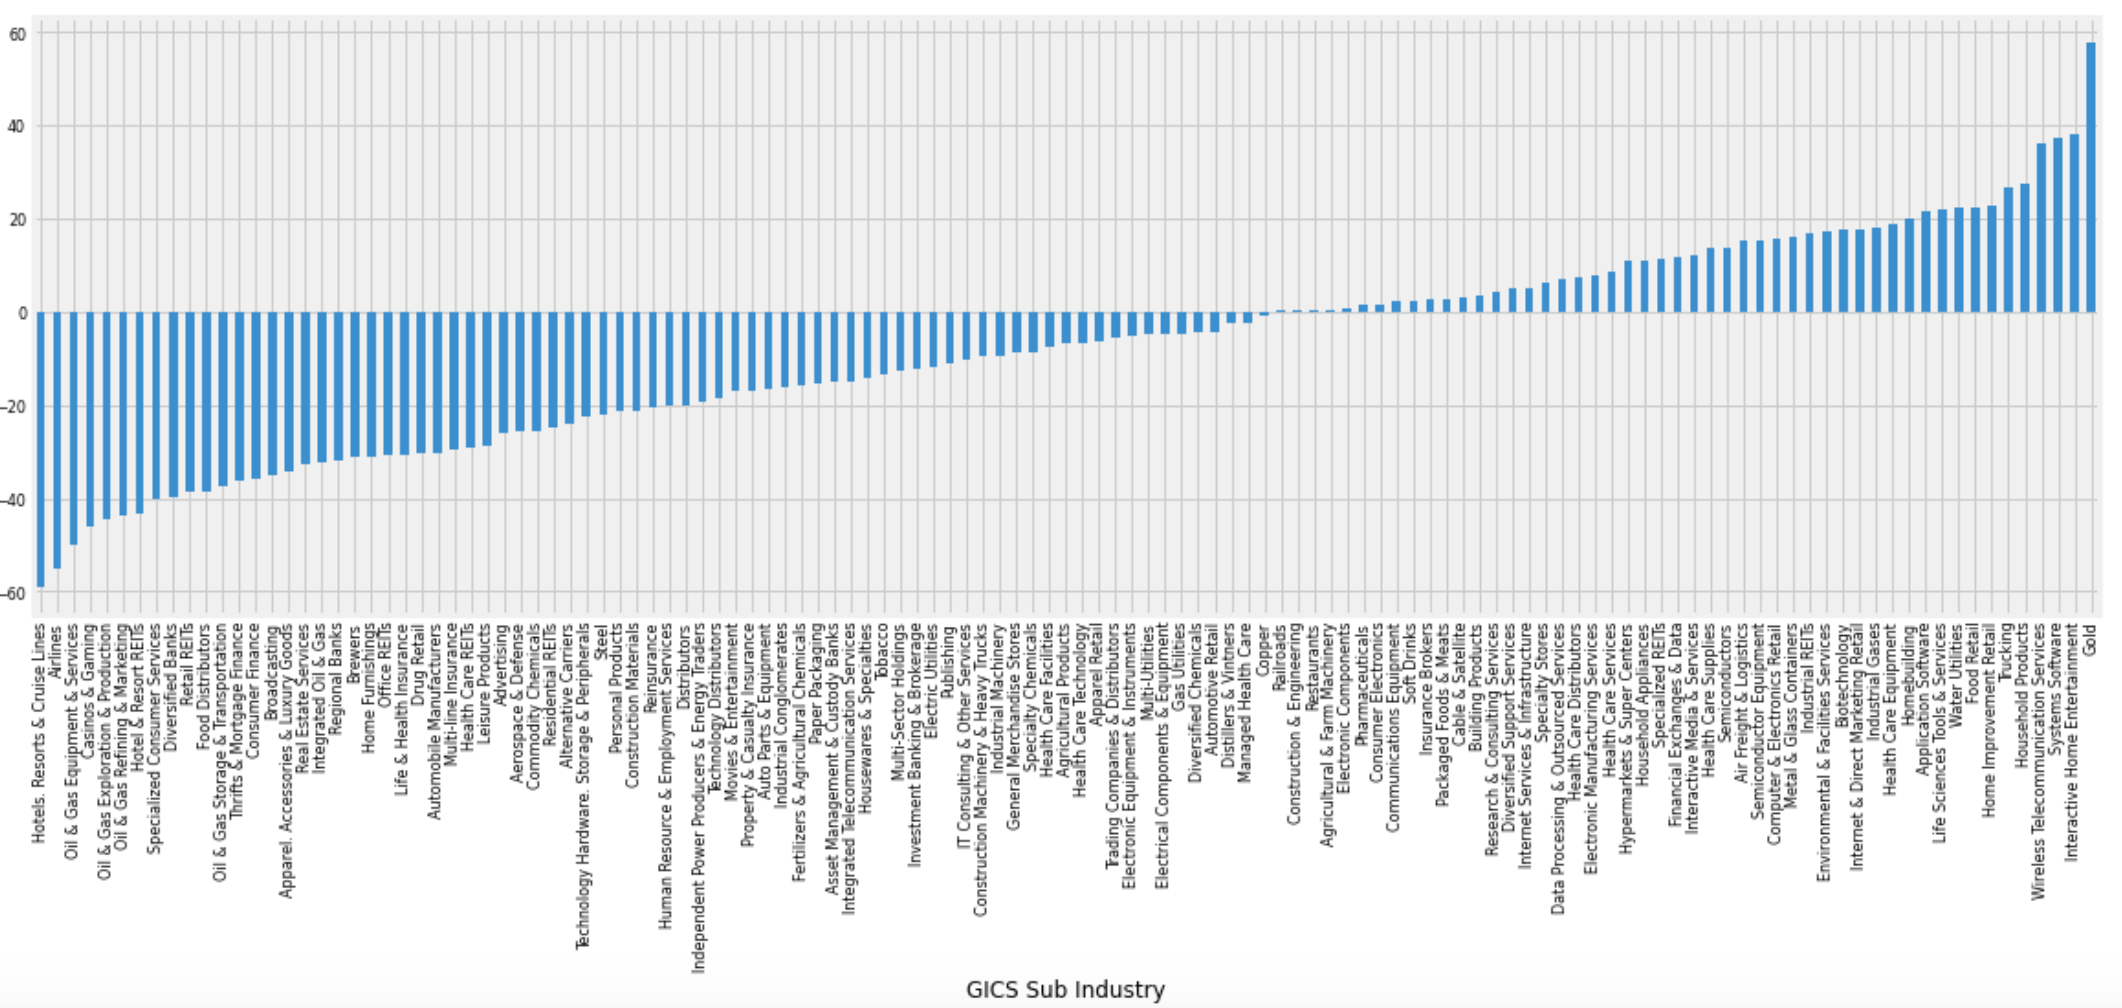 60
40
20
0
−20
−40
−60
Hotels. Resorts & Cruise Lines
Airlines
Oil & Gas Equipment & Services
Casinos & Gaming
Oil & Gas Exploration & Production
Oil & Gas Refining & Marketing
Hotel & Resort REITs
Specialized Consumer Services
Diversified Banks
Retail REITs
Food Distributors
Oil & Gas Storage & Transportation
Thrifts & Mortgage Finance
Consumer Finance
Broadcasting
Apparel. Accessories & Luxury Goods
Real Estate Services
Integrated Oil & Gas
Regional Banks
Brewers
Home Furnishings
Office REITs
Life & Health Insurance
Drug Retail
Automobile Manufacturers
Multi-line Insurance
Health Care REITs
Leisure Products
Advertising
Aerospace & Defense
Commodity Chemicals
Residential REITs
Alternative Carriers
Technology Hardware. Storage & Peripherals
Steel
Personal Products
Construction Materials
Reinsurance
Human Resource & Employment Services
Distributors
Independent Power Producers & Energy Traders
Technology Distributors
Movies & Entertainment
Property & Casualty Insurance
Auto Parts & Equipment
Industrial Conglomerates
Fertilizers & Agricultural Chemicals
Paper Packaging
Asset Management & Custody Banks
Integrated Telecommunication Services
Housewares & Specialties
Tobacco
Multi-Sector Holdings
Investment Banking & Brokerage
Electric Utilities
Publishing
IT Consulting & Other Services
Construction Machinery & Heavy Trucks
Industrial Machinery
General Merchandise Stores
Specialty Chemicals
Health Care Facilities
Agricultural Products
Health Care Technology
Apparel Retail
Trading Companies & Distributors
Electronic Equipment & Instruments
Multi-Utilities
Electrical Components & Equipment
Gas Utilities
Diversified Chemicals
Automotive Retail
Distillers & Vintners
Managed Health Care
Copper
Railroads
Construction & Engineering
Restaurants
Agricultural & Farm Machinery
Electronic Components
Pharmaceuticals
Consumer Electronics
Communications Equipment
Soft Drinks
Insurance Brokers
Packaged Foods & Meats
Cable & Satellite
Building Products
Research & Consulting Services
Diversified Support Services
Internet Services & Infrastructure
Specialty Stores
Data Processing & Outsourced Services
Health Care Distributors
Electronic Manufacturing Services
Health Care Services
Hypermarkets & Super Centers
Household Appliances
Specialized REITs
Financial Exchanges & Data
Interactive Media & Services
Health Care Supplies
Semiconductors
Air Freight & Logistics
Semiconductor Equipment
Computer & Electronics Retail
Metal & Glass Containers
Industrial REITs
Environmental & Facilities Services
Biotechnology
Internet & Direct Marketing Retail
Industrial Gases
Health Care Equipment
Homebuilding
Application Software
Life Sciences Tools & Services
Water Utilities
Food Retail
Home Improvement Retail
Trucking
Household Products
Wireless Telecommunication Services
Systems Software
Interactive Home Entertainment
Gold
GICS Sub Industry